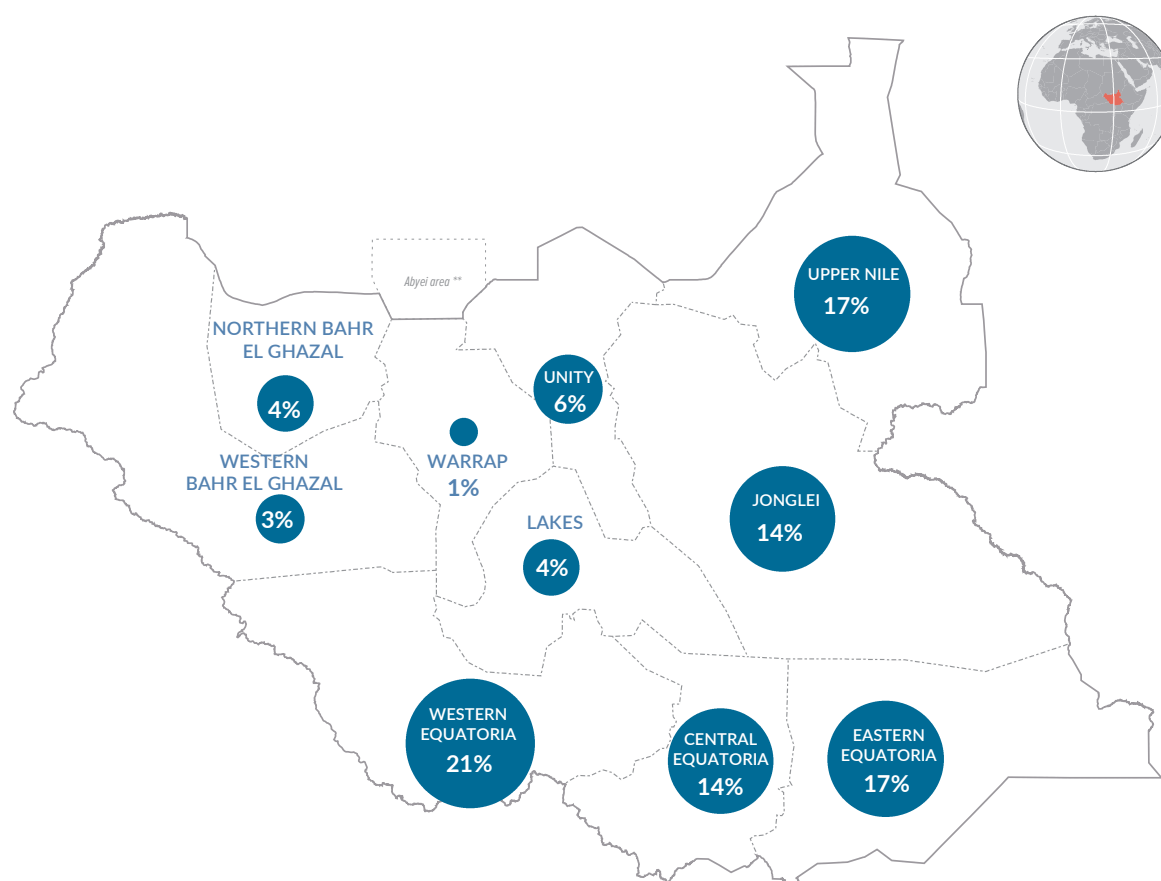 UPPER NILE
17%
Abyei area **
NORTHERN BAHR
EL GHAZAL
4%
UNITY
6%
WARRAP
1%
WESTERN
BAHR EL GHAZAL
3%
JONGLEI
14%
LAKES
4%
WESTERN
EQUATORIA
21%
CENTRAL
EQUATORIA
14%
EASTERN
EQUATORIA
17%